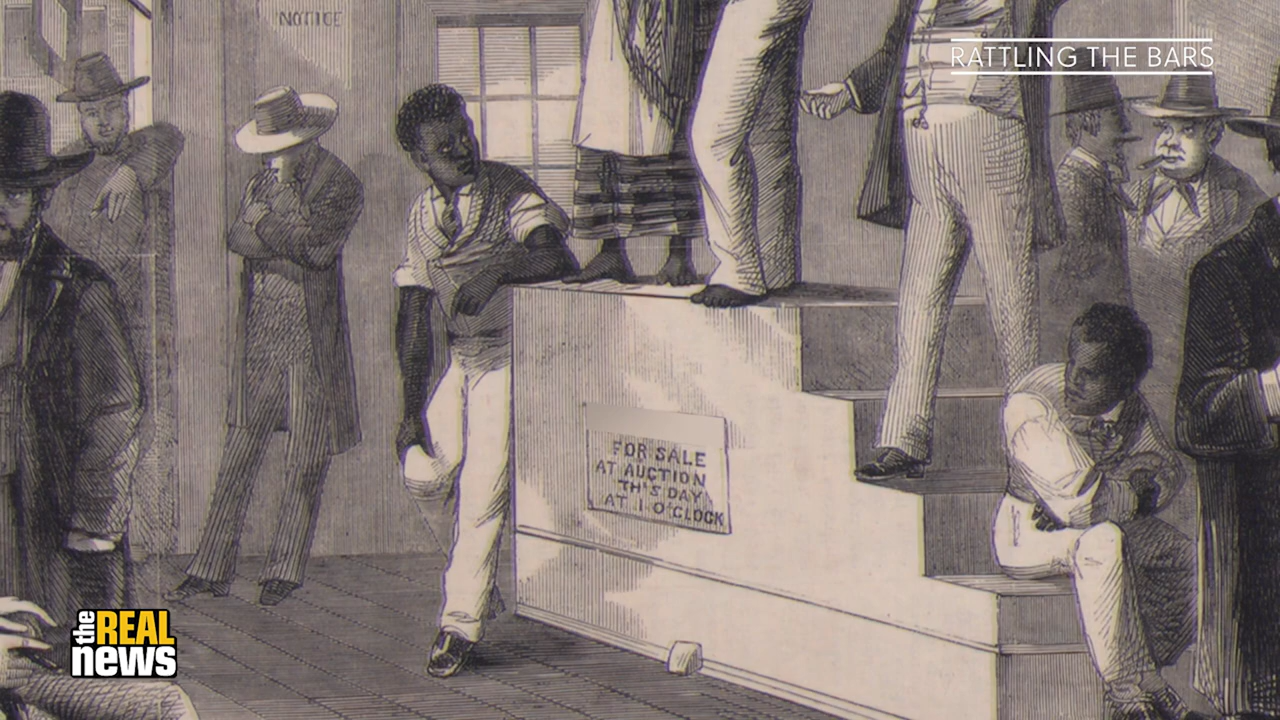 NOTICE
RATTLING THE BARS
FOR SALE
AT AUCTION
TH'S DAY
AT 1 O'CLOCK
the REAL
news